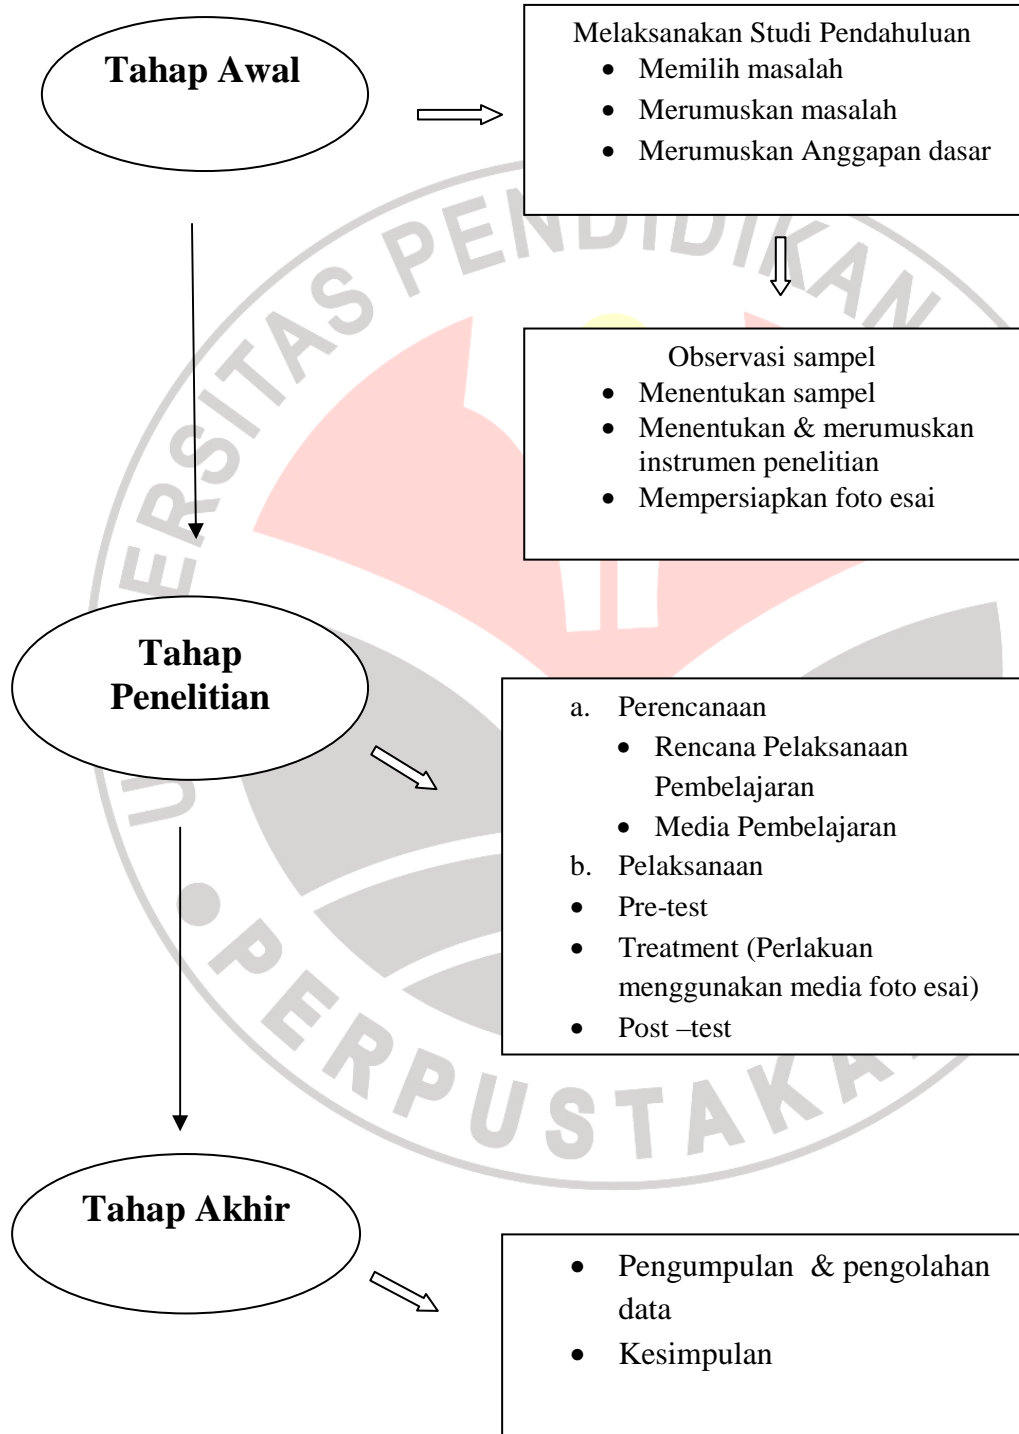 Tahap Awal
Melaksanakan Studi Pendahuluan
• Memilih masalah
• Merumuskan masalah
• Merumuskan Anggapan dasar
Observasi sampel
• Menentukan sampel
• Menentukan & merumuskan
instrumen penelitian
• Mempersiapkan foto esai
Tahap
Penelitian
a. Perencanaan
• Rencana Pelaksanaan
Pembelajaran
• Media Pembelajaran
b. Pelaksanaan
• Pre-test
• Treatment (Perlakuan
menggunakan media foto esai)
• Post –test
Tahap Akhir
• Pengumpulan & pengolahan
data
• Kesimpulan
PENDIDIKAN